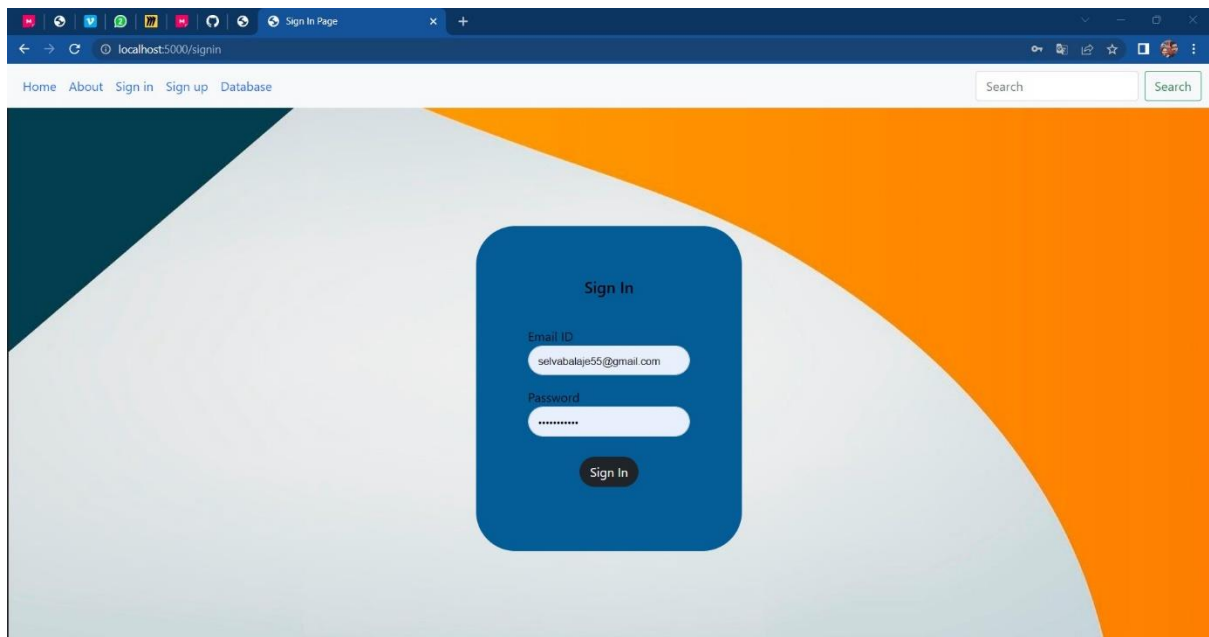 Sign In Page
localhost:5000/signin
Home About Sign in Sign up Database Search Search
Sign In
Email ID
selvabalaje55@gmail.com
Password
•••••••••••
Sign In